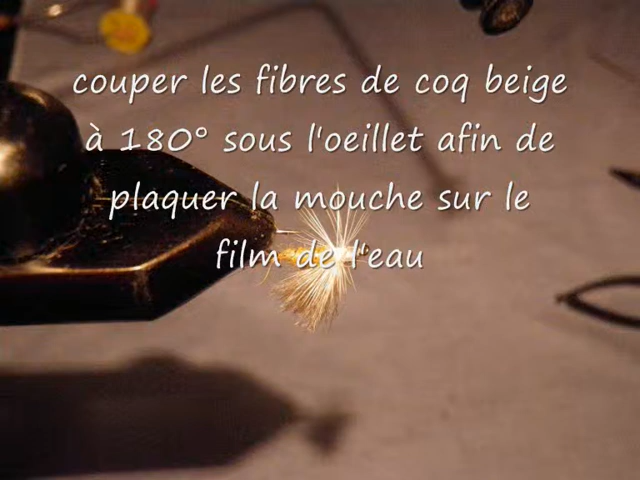 couper les fibres de coq beige
à 180° sous l'oeillet afin de
plaquer la mouche sur le
film de l'eau